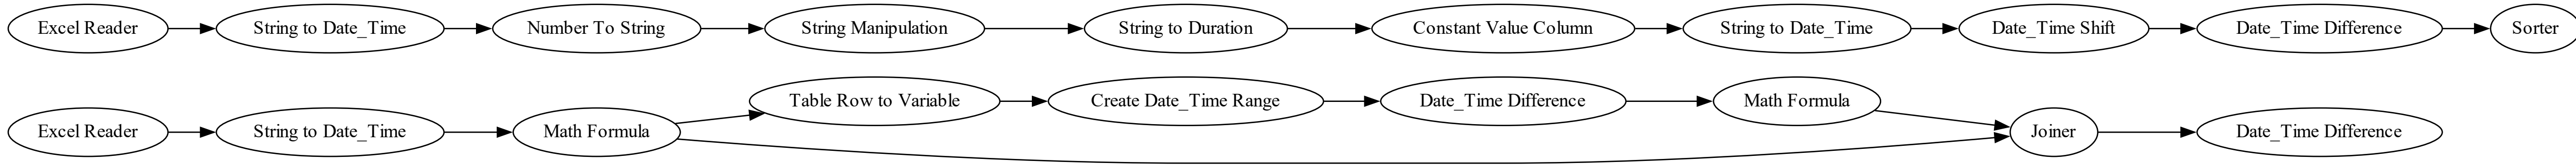 Excel Reader
String to Date_Time
Number To String
String Manipulation
String to Duration
Constant Value Column
String to Date_Time
Date_Time Shift
Date_Time Difference
Sorter
Table Row to Variable
Create Date_Time Range
Date_Time Difference
Math Formula
Excel Reader
String to Date_Time
Math Formula
Joiner
Date_Time Difference